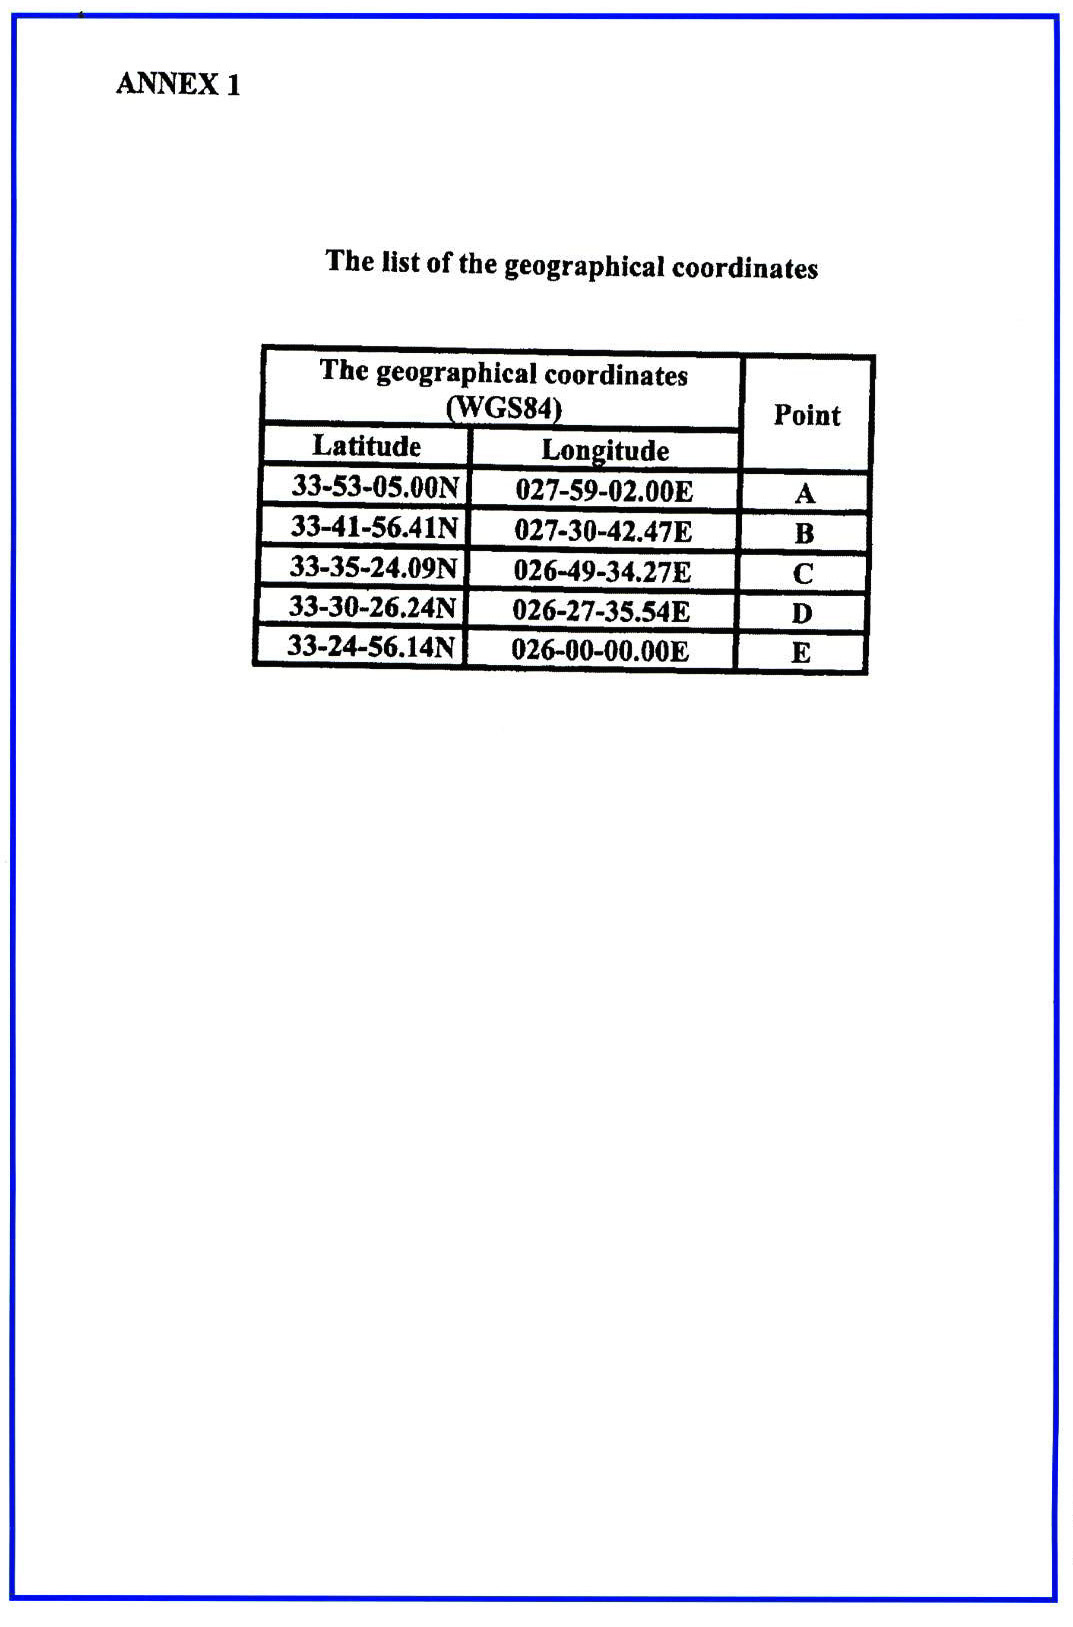 ANNEX 1
The list of the geographical coordinates
The geographical coordinates
(WGS84)
Point
Latitude
Longitude
33-53-05.00N 027-59-02.00E A
33-41-56.41N 027-30-42.47E B
33-35-24.09N 026-49-34.27E C
33-30-26.24N 026-27-35.54E D
33-24-56.14N 026-00-00.00E E